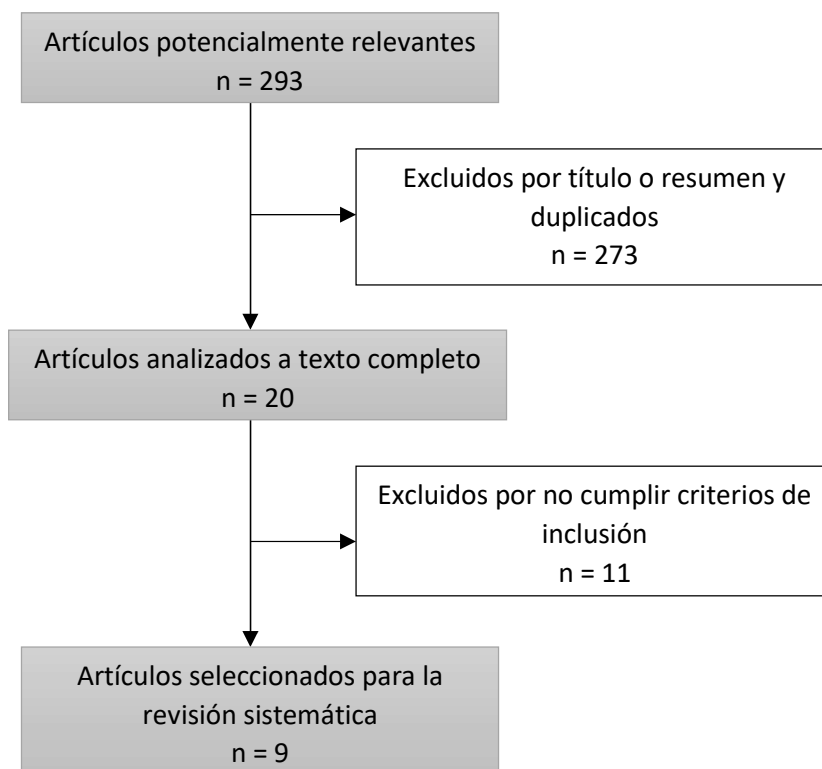 Artículos potencialmente relevantes
n = 293
Excluidos por título o resumen y
duplicados
n = 273
Artículos analizados a texto completo
n = 20
Excluidos por no cumplir criterios de
inclusión
n = 11
Artículos seleccionados para la
revisión sistemática
n = 9